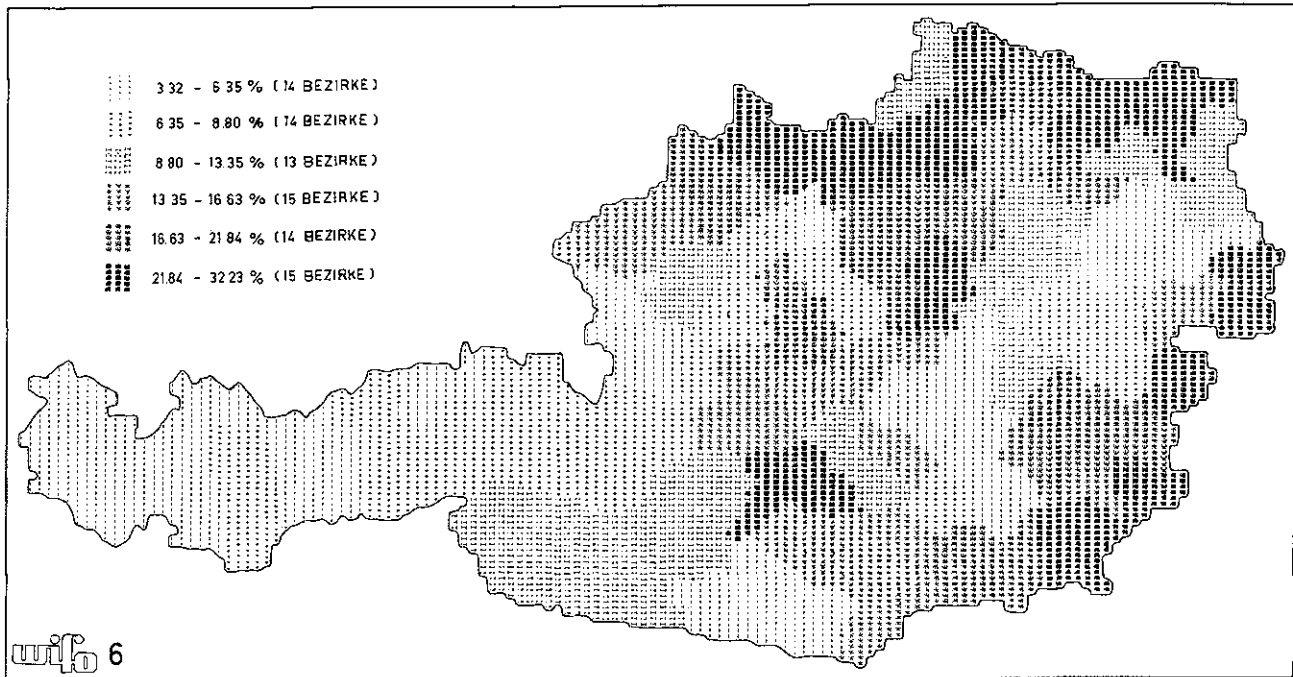 3 32 - 6 35 % (14 BEZIRKE)
6 35 - 8.80 % (14 BEZIRKE)
8 80 - 13 35 % (13 BEZIRKE)
13 35 - 16 63 % (15 BEZIRKE)
16.63 - 21 84 % (14 BEZIRKE)
21.84 - 32 23 % (15 BEZIRKE)
wifo 6